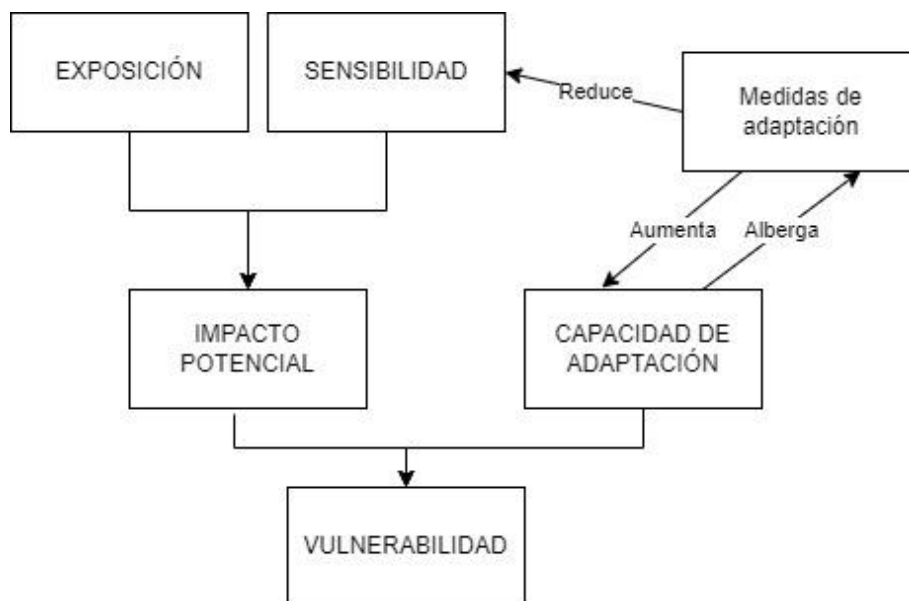 EXPOSICIÓN
SENSIBILIDAD
Medidas de
adaptación
Reduce
Aumenta
Alberga
IMPACTO
POTENCIAL
CAPACIDAD DE
ADAPTACIÓN
VULNERABILIDAD